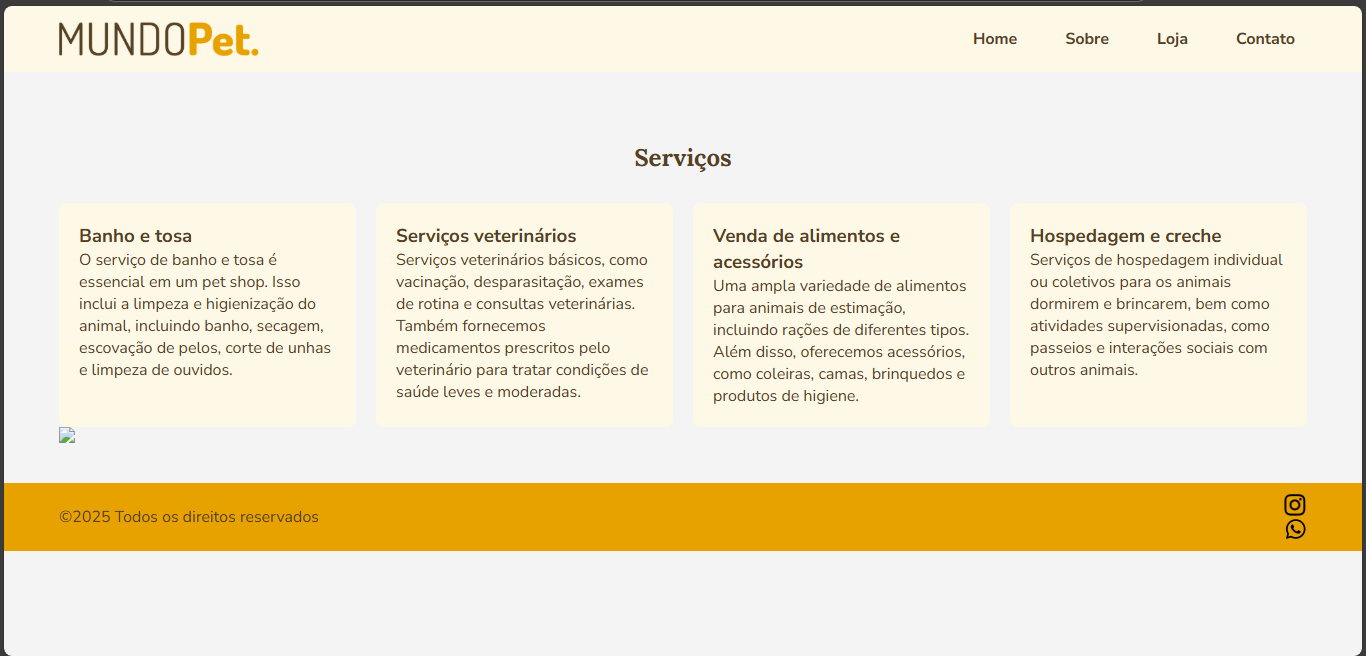 MUNDOPet.
Home Sobre Loja Contato
Serviços
Banho e tosa
O serviço de banho e tosa é
essencial em um pet shop. Isso
inclui a limpeza e higienização do
animal, incluindo banho, secagem,
escovação de pelos, corte de unhas
e limpeza de ouvidos.
Serviços veterinários
Serviços veterinários básicos, como
vacinação, desparasitação, exames
de rotina e consultas veterinárias.
Também fornecemos
medicamentos prescritos pelo
veterinário para tratar condições de
saúde leves e moderadas.
Venda de alimentos e
acessórios
Uma ampla variedade de alimentos
para animais de estimação,
incluindo rações de diferentes tipos.
Além disso, oferecemos acessórios,
como coleiras, camas, brinquedos e
produtos de higiene.
Hospedagem e creche
Serviços de hospedagem individual
ou coletivos para os animais
dormirem e brincarem, bem como
atividades supervisionadas, como
passeios e interações sociais com
outros animais.
©2025 Todos os direitos reservados